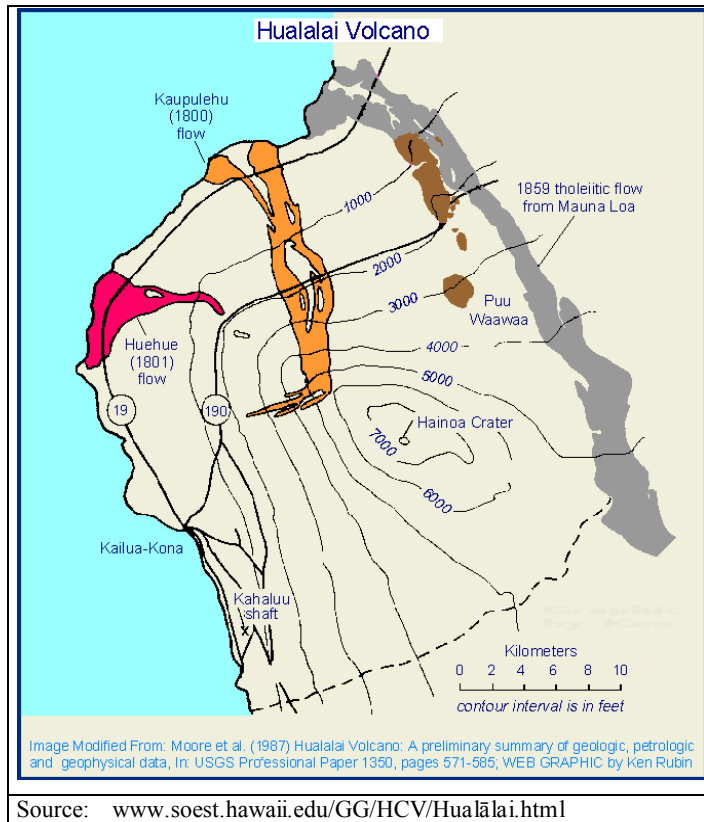 Hualalai Volcano
Kaupulehu
(1800)
flow
1000
1859 tholeiitic flow
from Mauna Loa
2000
3000
Puu
Waawaa
Huehue
(1801)
flow
4000
5000
19
190
Hainoa Crater
7000
6000
Kailua-Kona
Kahaluu
shaft
x
Graphic
by Ken
Kilometers
0 2 4 6 8 10
contour interval is in feet
Image Modified From: Moore et al. (1987) Hualalai Volcano: A preliminary summary of geologic, petrologic
and geophysical data, In: USGS Professional Paper 1350, pages 571-585; WEB GRAPHIC by Ken Rubin
Source: www.soest.hawaii.edu/GG/HCV/Hualālai.html